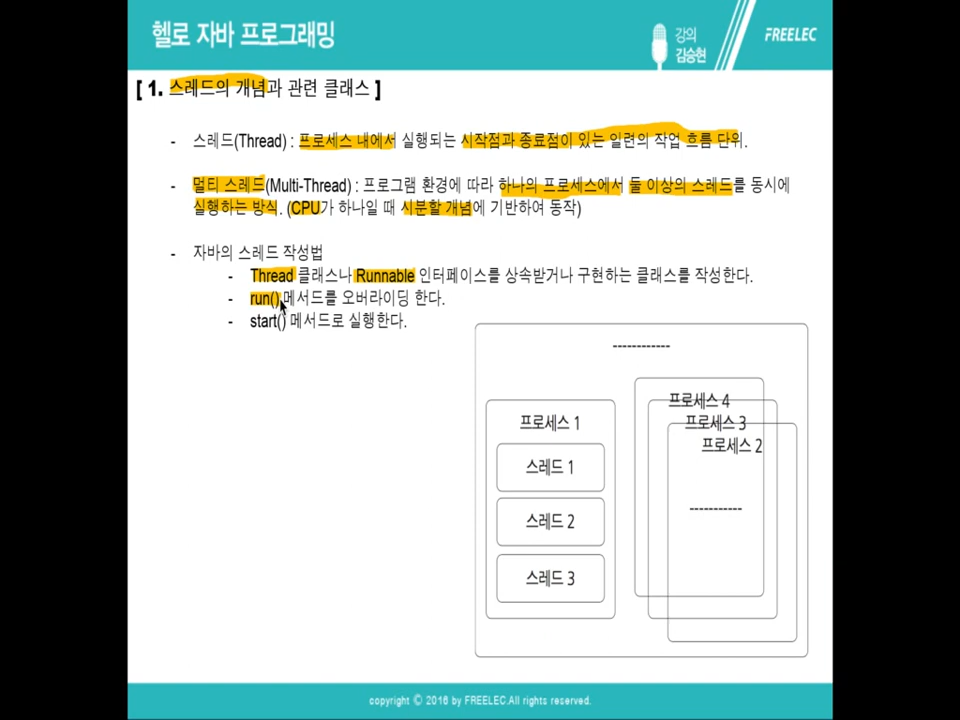 헬로 자바 프로그래밍
강의
김승현
FREELEC
[ 1. 스레드의 개념과 관련 클래스 ]
- 스레드(Thread) : 프로세스 내에서 실행되는 시작점과 종료점이 있는 일련의 작업 흐름 단위.
- 멀티 스레드(Multi-Thread) : 프로그램 환경에 따라 하나의 프로세스에서 둘 이상의 스레드를 동시에
실행하는 방식. (CPU가 하나일 때 시분할 개념에 기반하여 동작)
- 자바의 스레드 작성법
- Thread 클래스나 Runnable 인터페이스를 상속받거나 구현하는 클래스를 작성한다.
- run() 메서드를 오버라이딩 한다.
- start() 메서드로 실행한다.
------------
프로세스 1
스레드 1
스레드 2
스레드 3
프로세스 4
프로세스 3
프로세스 2
-----------
copyright © 2016 by FREELEC.All rights reserved.